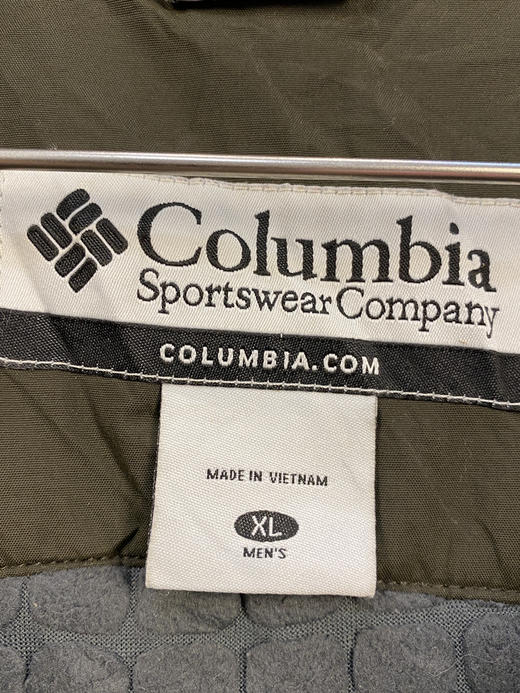 Columbia
Sportswear Company
COLUMBIA.COM
MADE IN VIETNAM
XL
MEN'S